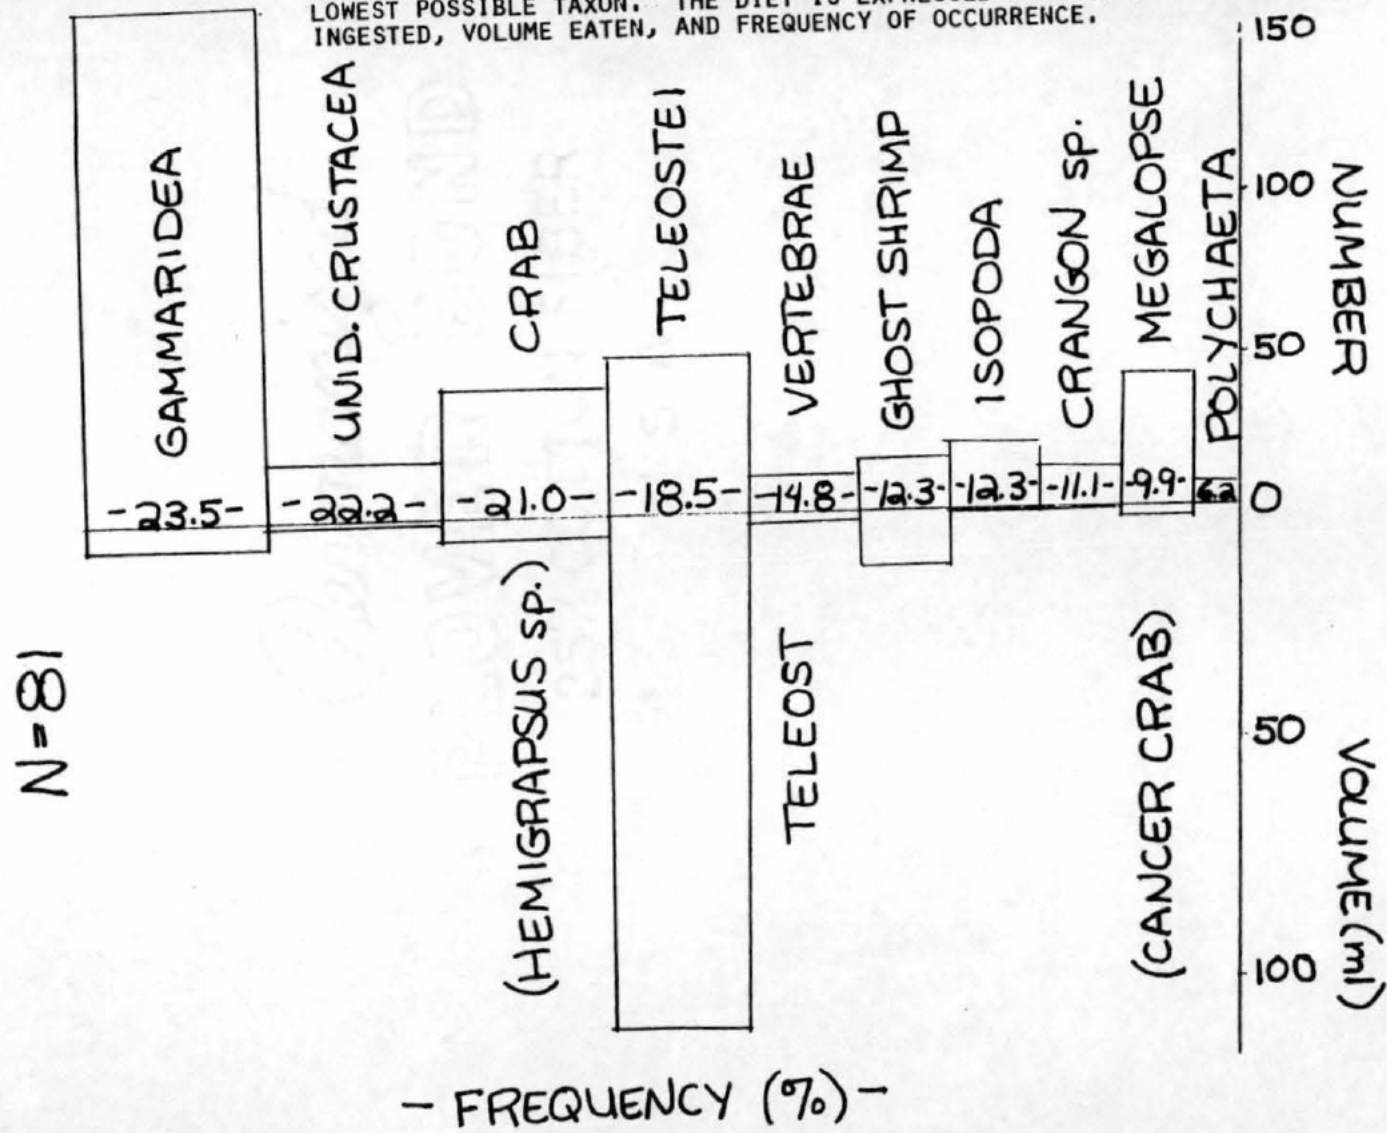 LOWEST POSSIBLE TAXON. THE DIET IS EXPRESSED
INGESTED, VOLUME EATEN, AND FREQUENCY OF OCCURRENCE.
GAMMARIDEA
UNID. CRUSTACEA
CRAB
TELEOSTEI
VERTEBRAE
GHOST SHRIMP
ISOPODA
CRANGON sp.
MEGALOPSE
POLYCHAETA
150
100
50
0
50
100
NUMBER
VOLUME (ml)
-23.5-
-22.2-
-21.0-
-18.5-
-14.8-
-12.3-
-12.3-
-11.1-
-9.9-
6.2
(HEMIGRAPSUS sp.)
TELEOST
(CANCER CRAB)
N=81
- FREQUENCY (%) -